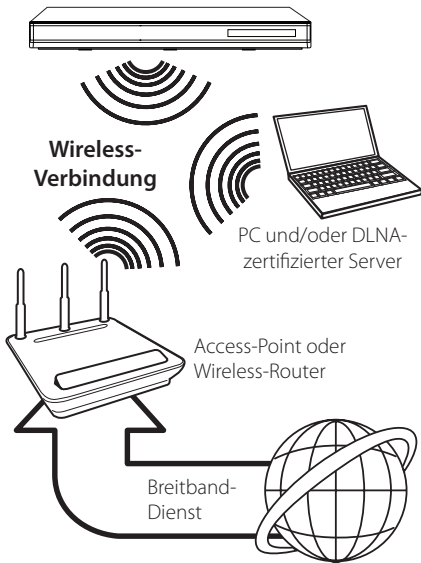 Wireless-
Verbindung
PC und/oder DLNA-
zertifizierter Server
Access-Point oder
Wireless-Router
Breitband-
Dienst